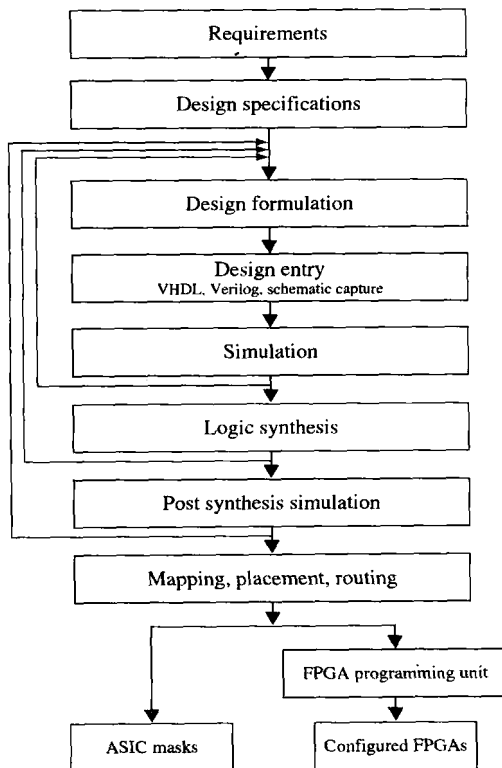 Requirements
Design specifications
Design formulation
Design entry
VHDL, Verilog, schematic capture
Simulation
Logic synthesis
Post synthesis simulation
Mapping, placement, routing
FPGA programming unit
ASIC masks
Configured FPGAs